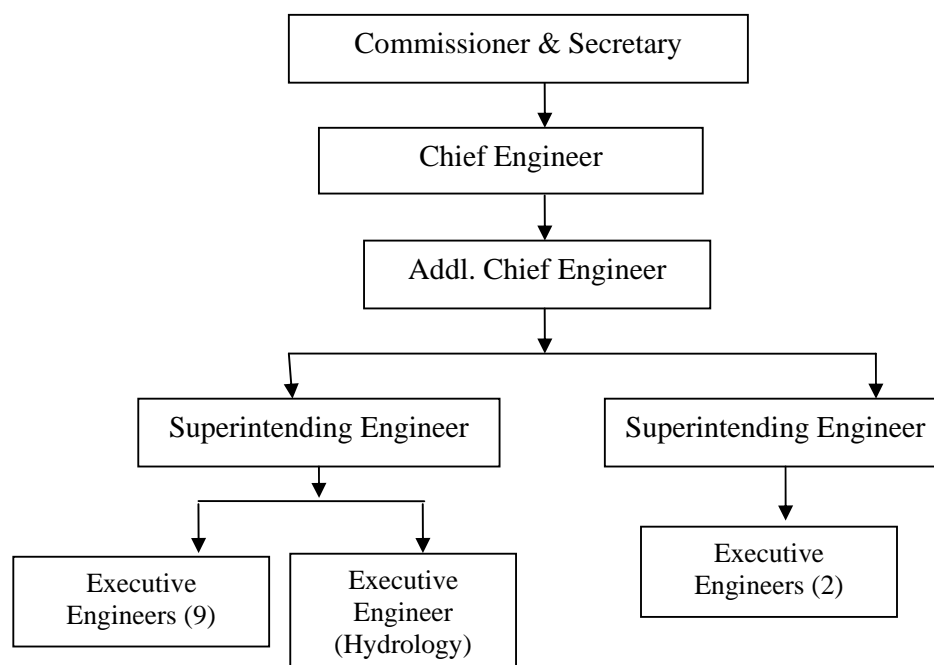 Commissioner & Secretary
Chief Engineer
Addl. Chief Engineer
Superintending Engineer
Superintending Engineer
Executive
Engineers (9)
Executive
Engineer
(Hydrology)
Executive
Engineers (2)